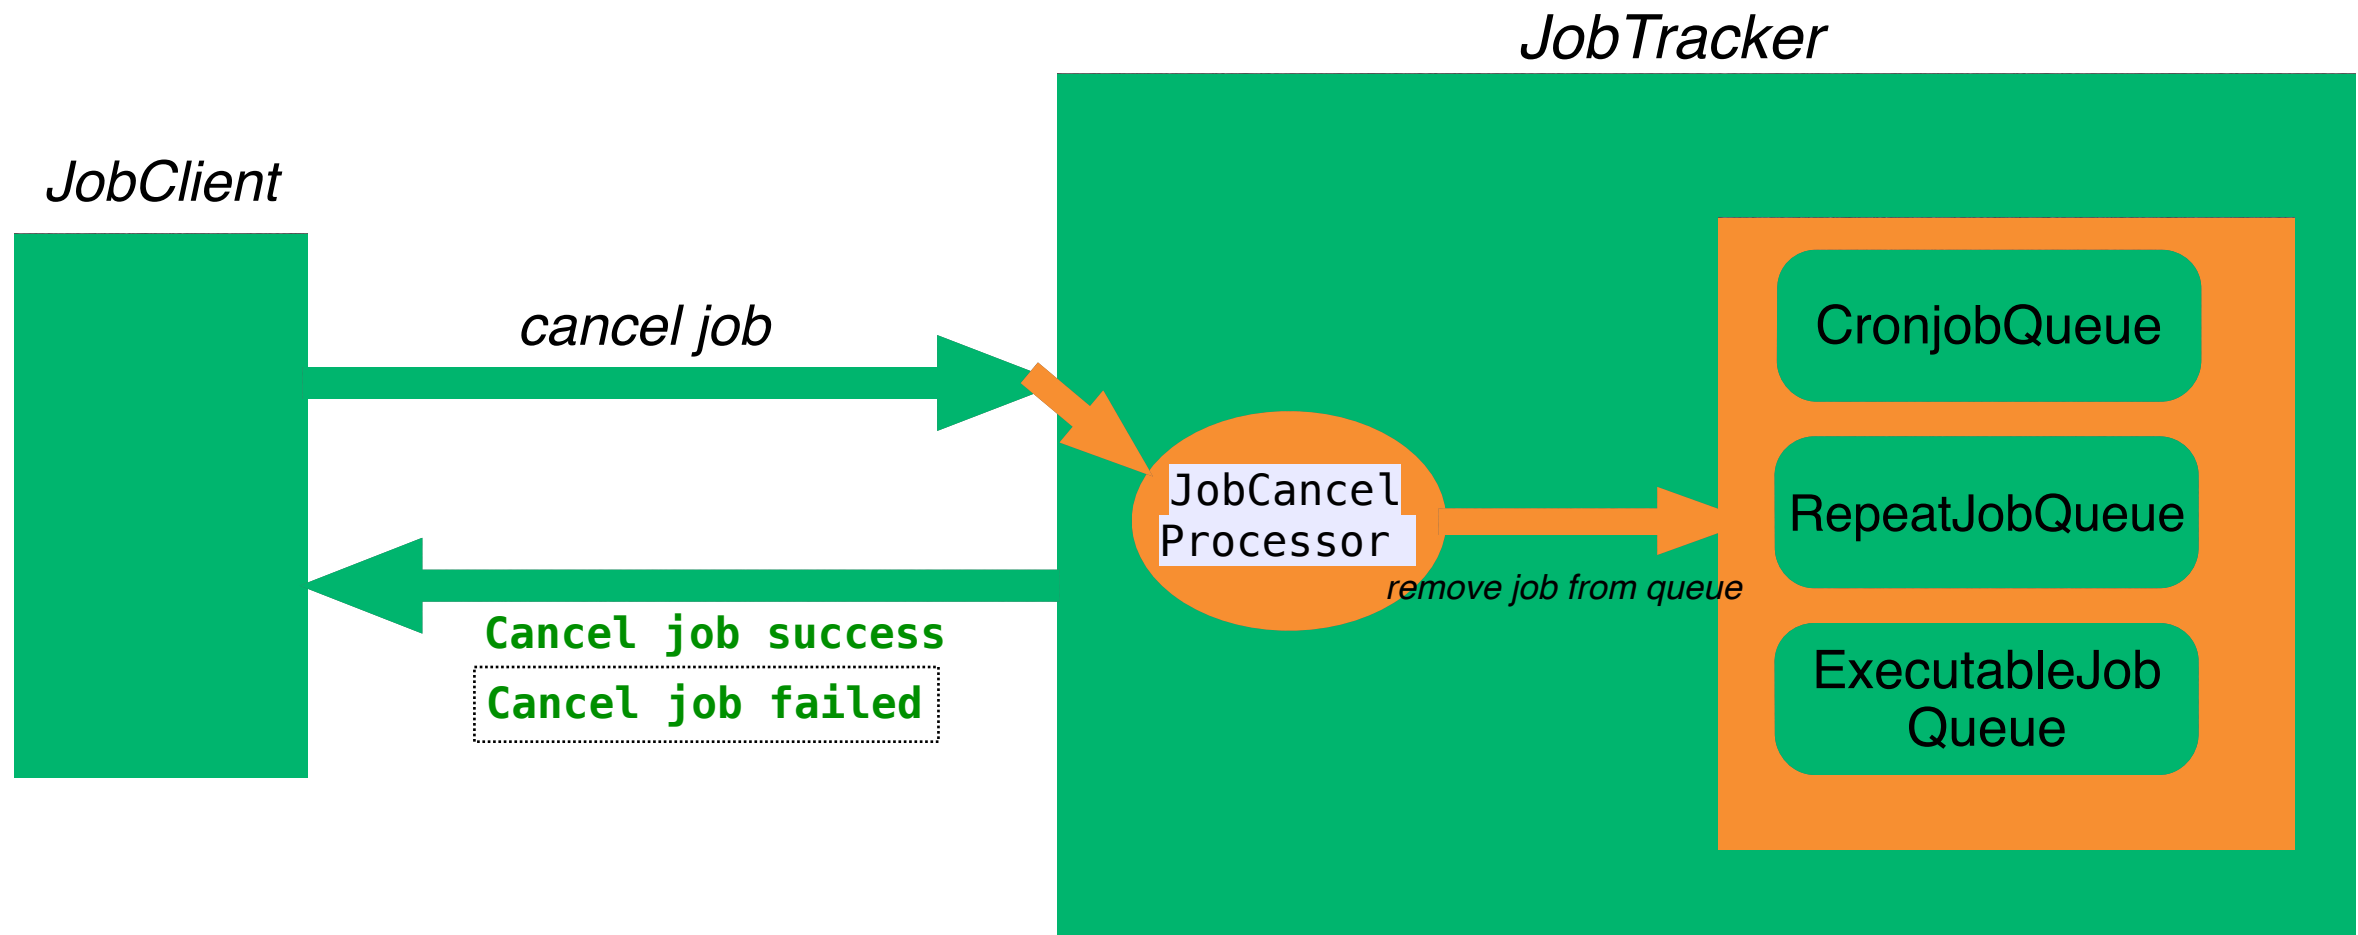 JobTracker
JobClient
cancel job
CronjobQueue
JobCancel
Processor
RepeatJobQueue
remove job from queue
Cancel job success
Cancel job failed
ExecutableJob
Queue